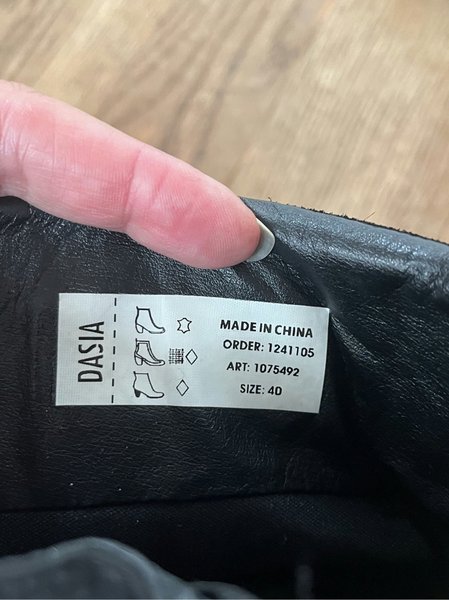 DASIA
MADE IN CHINA
ORDER: 1241105
ART: 1075492
SIZE: 40